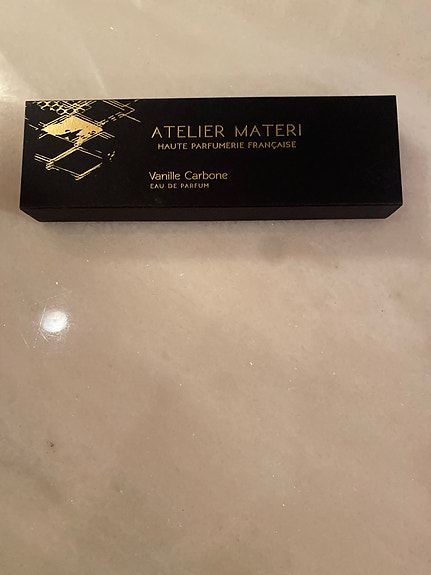 ATELIER MATERI
HAUTE PARFUMERIE FRANÇAISE
Vanille Carbone
EAU DE PARFUM